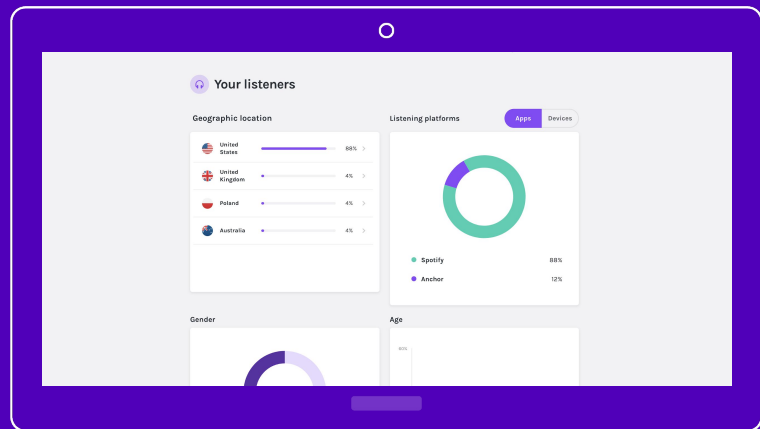 Your listeners
Geographic location
United
States
88%
United
Kingdom
4%
Poland
4%
Australia
4%
Listening platforms
Apps
Devices
Spotify
88%
Anchor
12%
Gender
Age
60%